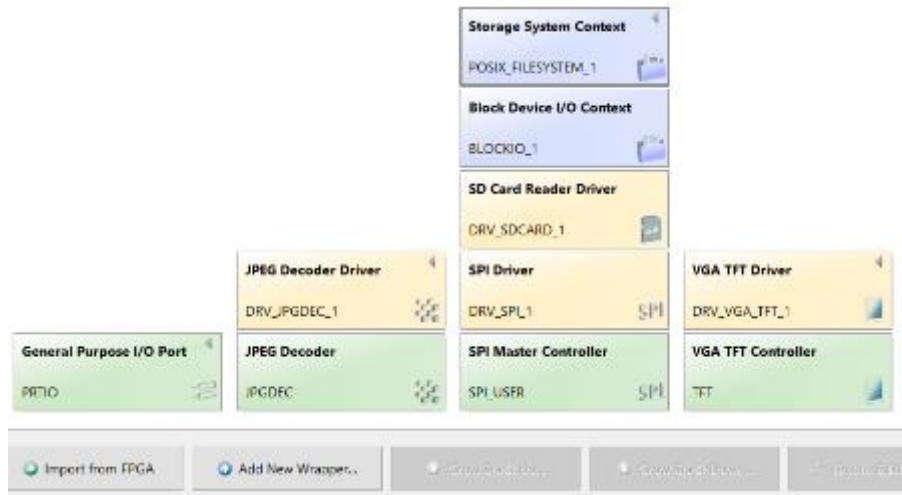 Storage System Context
POSIX_FILESYSTEM_1
Block Device I/O Context
BLOCKIO_1
SD Card Reader Driver
DRV_SDCARD_1
JPEG Decoder Driver
DRV_JPGDEC_1
SPI Driver
DRV_SPI_1
SPI
VGA TFT Driver
DRV_VGA_TFT_1
General Purpose I/O Port
PRTIO
JPEG Decoder
JPGDEC
SPI Master Controller
SPI_USER
SPI
VGA TFT Controller
TFT
Import from FPGA
Add New Wrapper...